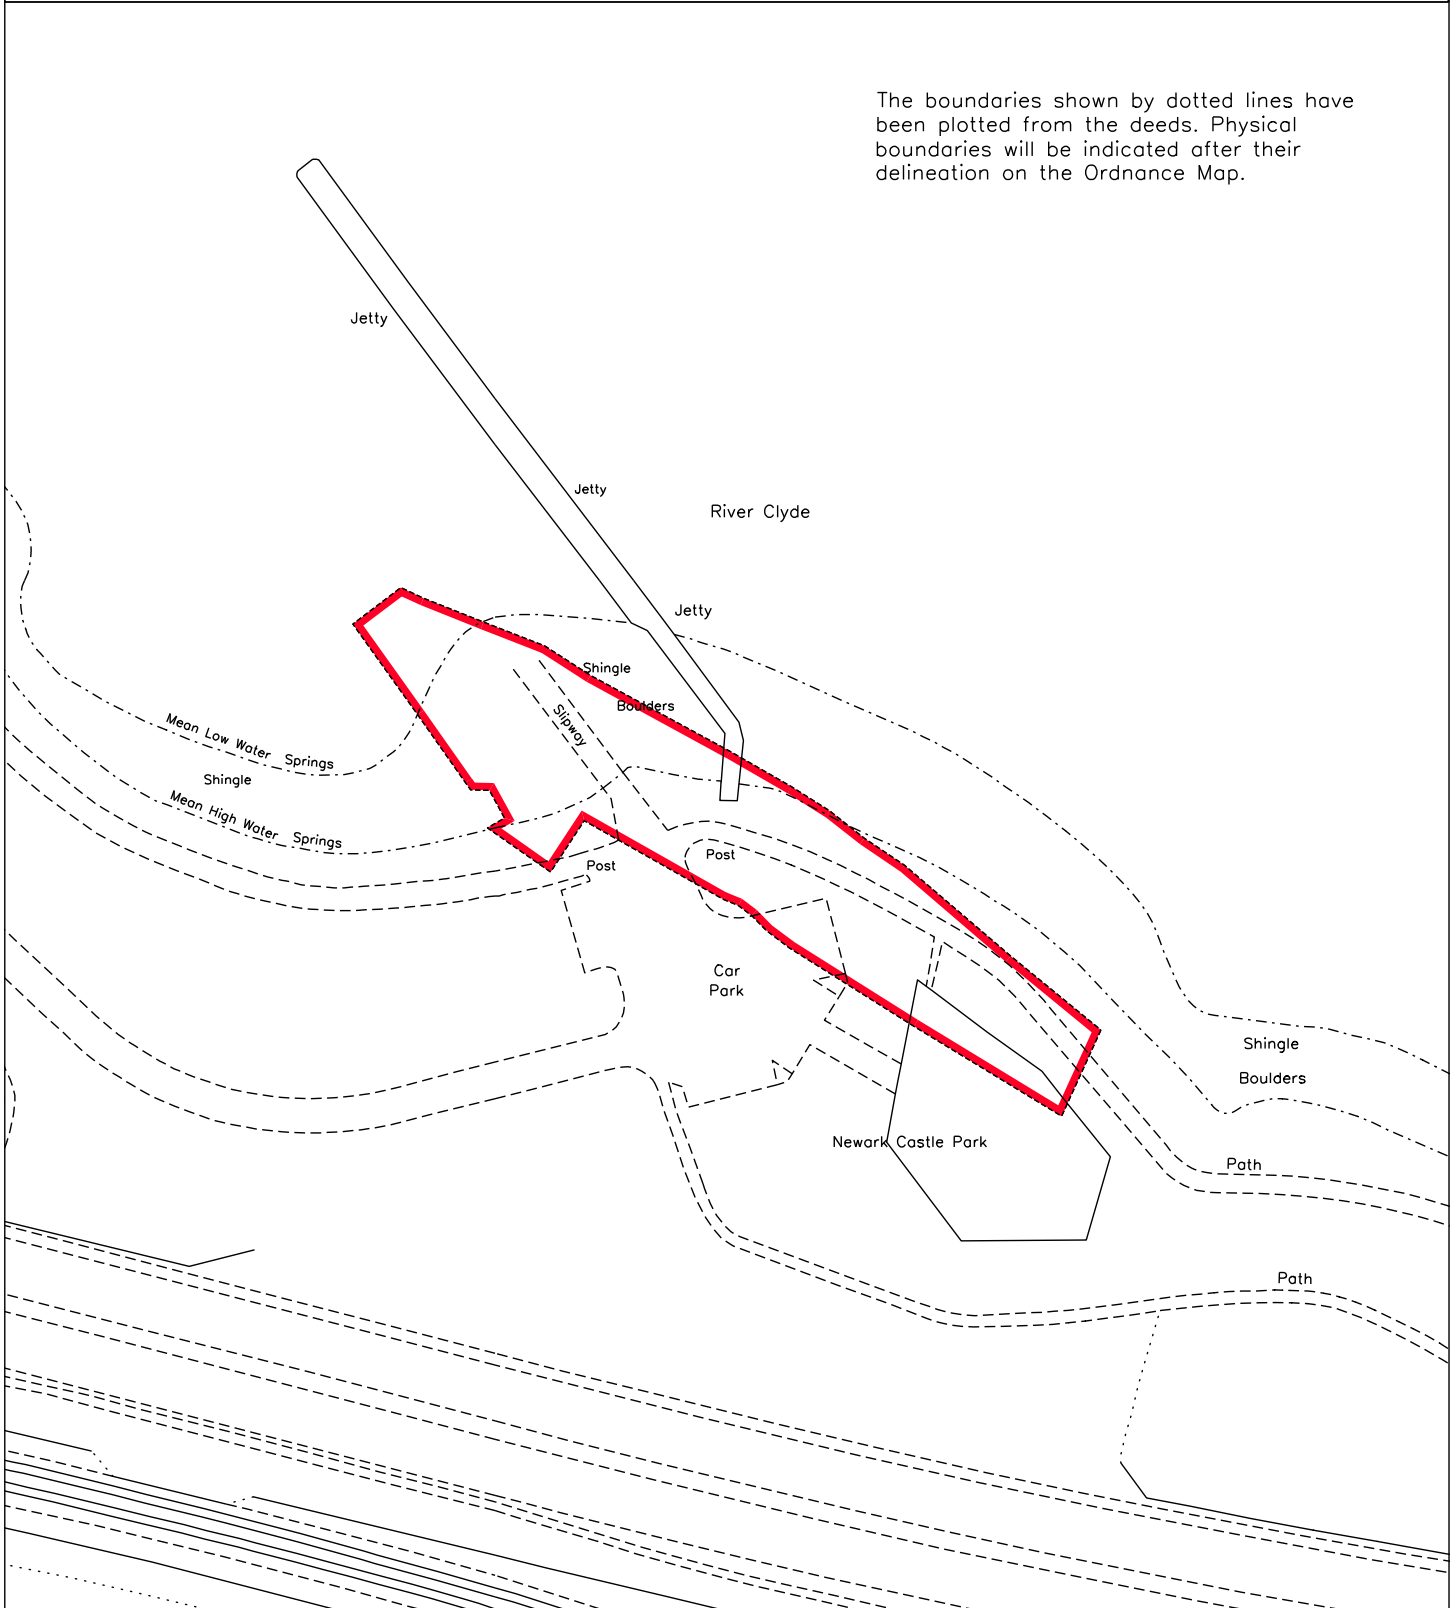 The boundaries shown by dotted lines have
been plotted from the deeds. Physical
boundaries will be indicated after their
delineation on the Ordnance Map.
Jetty
Jetty
River Clyde
Jetty
Shingle
Boulders
Slipway
Mean Low Water Springs
Shingle
Mean High Water Springs
Post
Post
Car
Park
Shingle
Boulders
Newark Castle Park
Path
Path